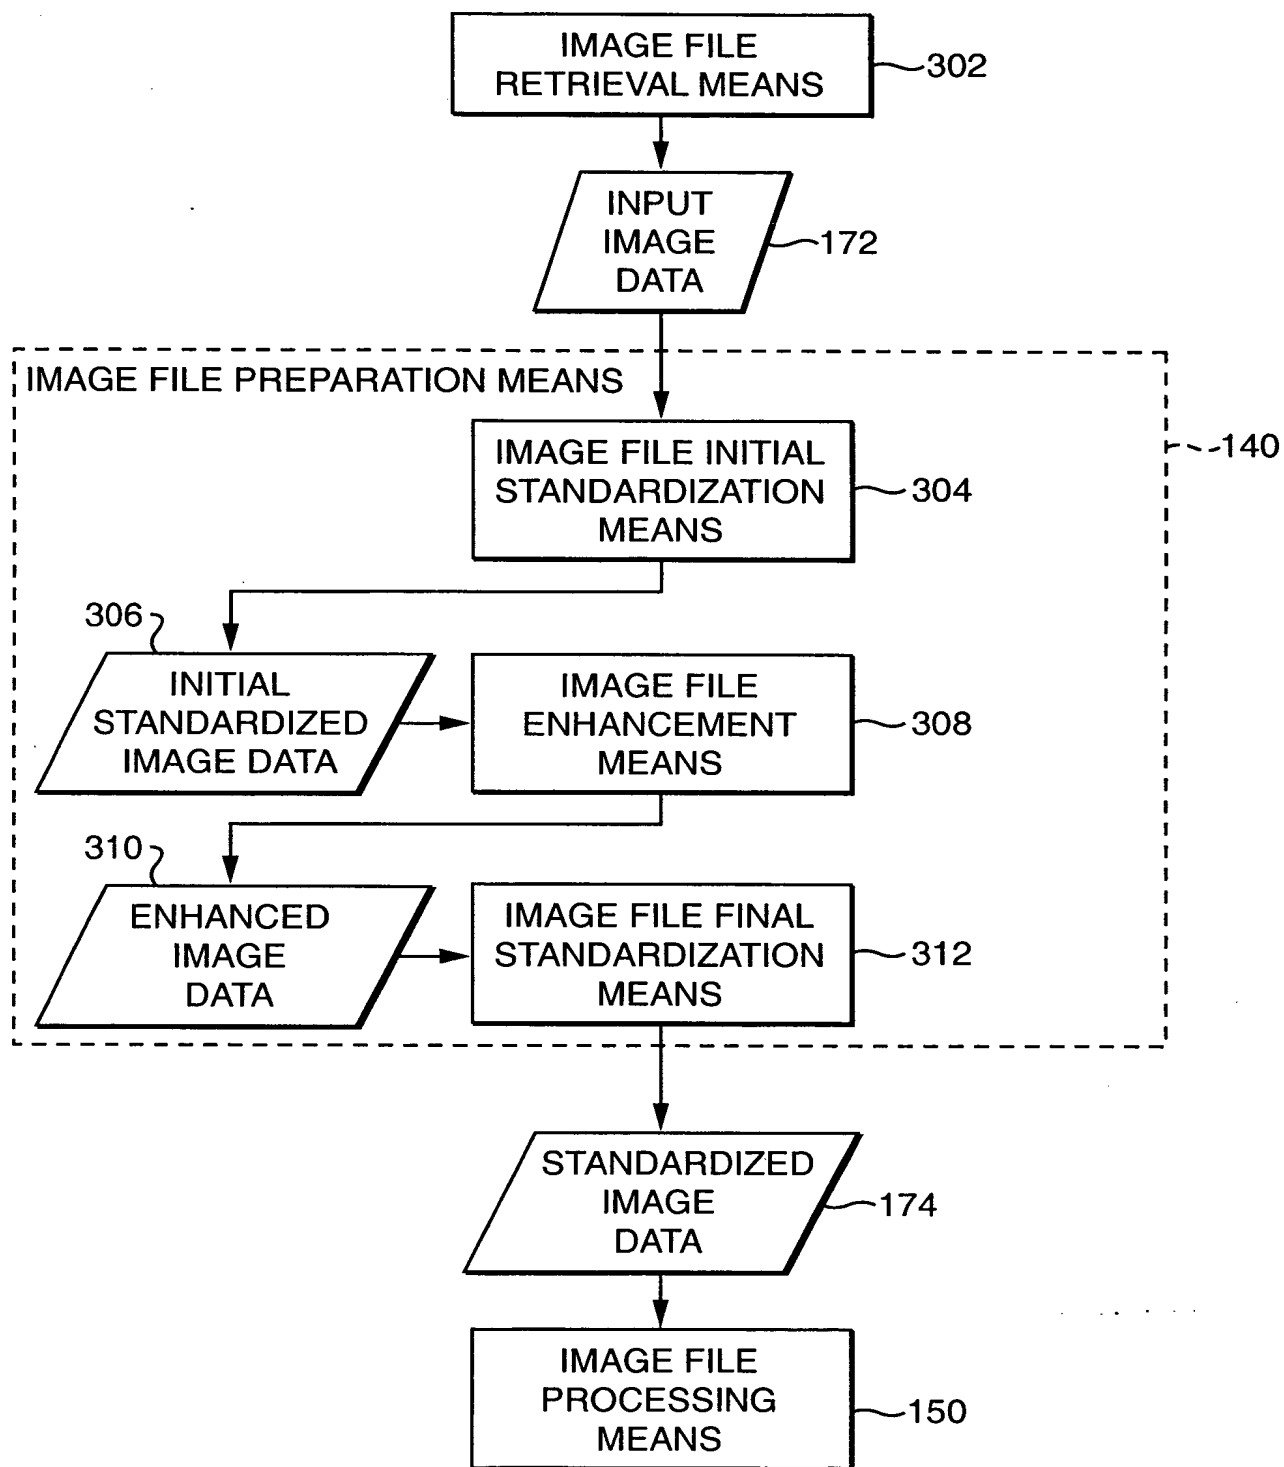 IMAGE FILE
RETRIEVAL MEANS
302
INPUT
IMAGE
DATA
172
IMAGE FILE PREPARATION MEANS
140
IMAGE FILE INITIAL
STANDARDIZATION
MEANS
304
306
INITIAL
STANDARDIZED
IMAGE DATA
IMAGE FILE
ENHANCEMENT
MEANS
308
310
ENHANCED
IMAGE
DATA
IMAGE FILE FINAL
STANDARDIZATION
MEANS
312
STANDARDIZED
IMAGE
DATA
174
IMAGE FILE
PROCESSING
MEANS
150